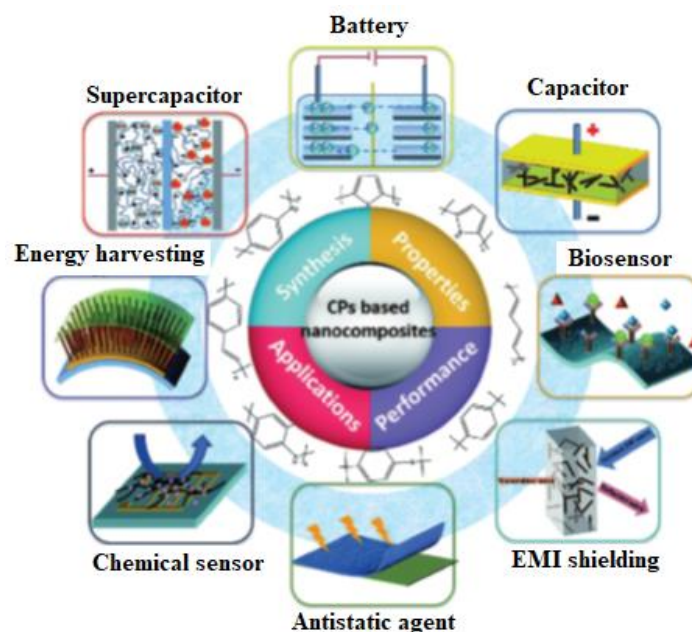 Battery
Supercapacitor
Capacitor
Energy harvesting
Biosensor
Synthesis
Properties
CPs based
nanocomposites
Applications
Performance
Chemical sensor
EMI shielding
Antistatic agent